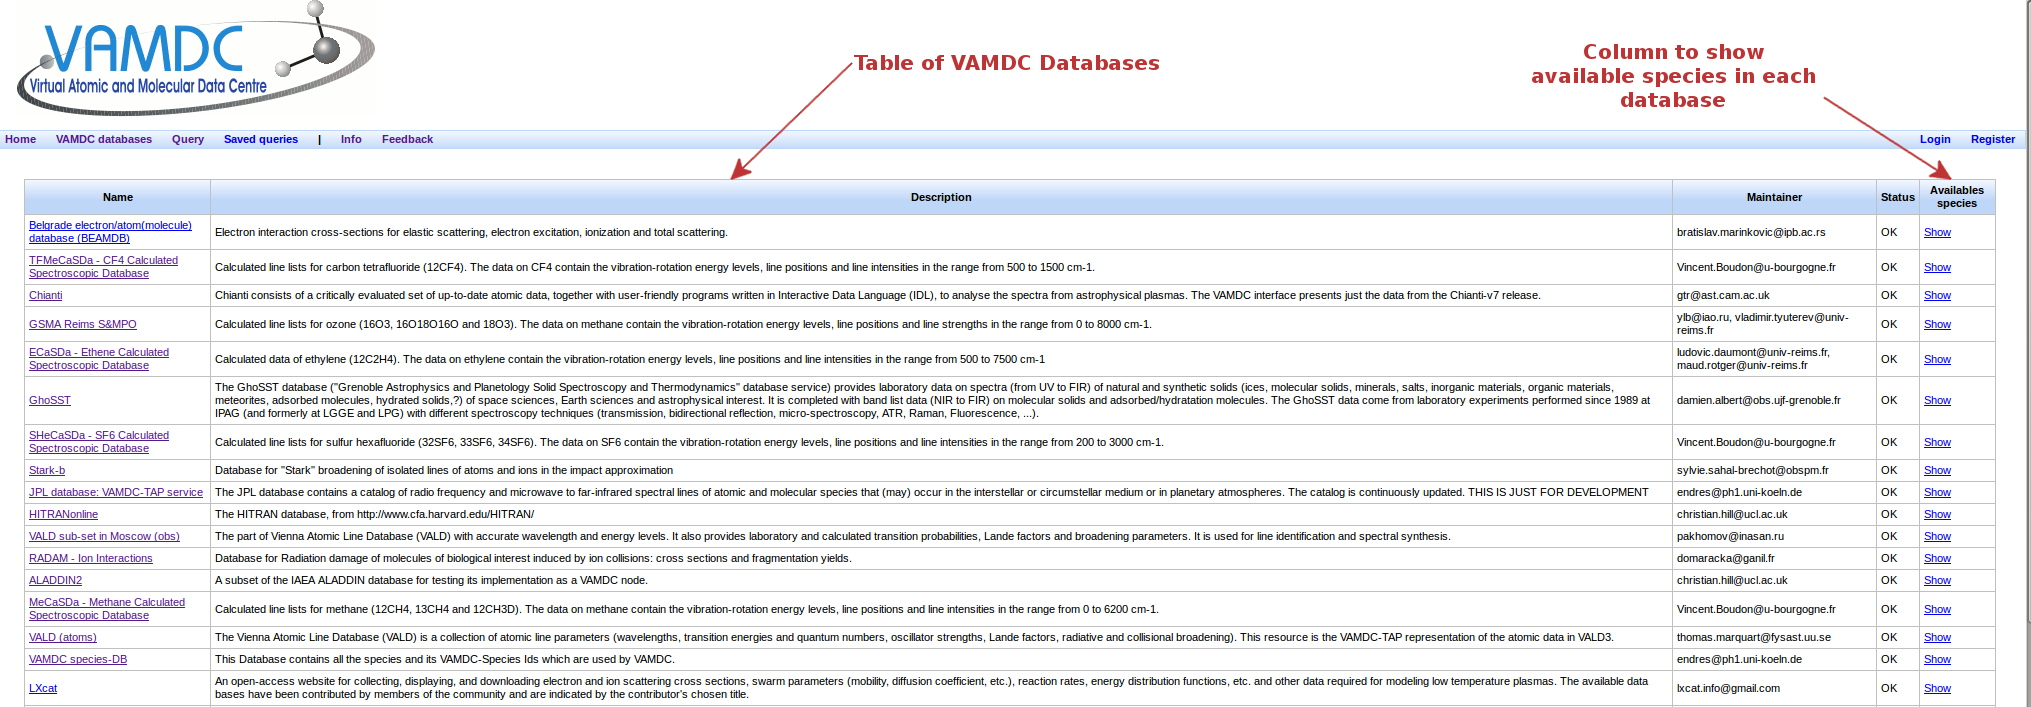 VAMDC
Virtual Atomic and Molecular Data Centre
Table of VAMDC Databases
Column to show
available species in each
database
Home VAMDC databases Query Saved queries | Info Feedback Login Register
Name Description Maintainer Status Availables
species
Belgrade electron/atom(molecule)
database (BEAMDB)
Electron interaction cross-sections for elastic scattering, electron excitation, ionization and total scattering.
bratislav.marinkovic@ipb.ac.rs
OK
Show
TFMeCaSDa - CF4 Calculated
Spectroscopic Database
Calculated line lists for carbon tetrafluoride (12CF4). The data on CF4 contain the vibration-rotation energy levels, line positions and line intensities in the range from 500 to 1500 cm-1.
Vincent.Boudon@u-bourgogne.fr
OK
Show
Chianti
Chianti consists of a critically evaluated set of up-to-date atomic data, together with user-friendly programs written in Interactive Data Language (IDL), to analyse the spectra from astrophysical plasmas. The VAMDC interface presents just the data from the Chianti-v7 release.
gtr@ast.cam.ac.uk
OK
Show
GSMA Reims S&MPO
Calculated line lists for ozone (16O3, 16O18O16O and 18O3). The data on methane contain the vibration-rotation energy levels, line positions and line strengths in the range from 0 to 8000 cm-1.
ylb@iao.ru, vladimir.tyuterev@univ-
reims.fr
OK
Show
ECaSDa - Ethene Calculated
Spectroscopic Database
Calculated data of ethylene (12C2H4). The data on ethylene contain the vibration-rotation energy levels, line positions and line intensities in the range from 500 to 7500 cm-1
ludovic.daumont@univ-reims.fr,
maud.rotger@univ-reims.fr
OK
Show
GhoSST
The GhoSST database ("Grenoble Astrophysics and Planetology Solid Spectroscopy and Thermodynamics" database service) provides laboratory data on spectra (from UV to FIR) of natural and synthetic solids (ices, molecular solids, minerals, salts, inorganic materials, organic materials,
meteorites, adsorbed molecules, hydrated solids,?) of space sciences, Earth sciences and astrophysical interest. It is completed with band list data (NIR to FIR) on molecular solids and adsorbed/hydratation molecules. The GhoSST data come from laboratory experiments performed since 1989 at
IPAG (and formerly at LGGE and LPG) with different spectroscopy techniques (transmission, bidirectional reflection, micro-spectroscopy, ATR, Raman, Fluorescence, ...).
damien.albert@obs.ujf-grenoble.fr
OK
Show
SHeCaSDa - SF6 Calculated
Spectroscopic Database
Calculated line lists for sulfur hexafluoride (32SF6, 33SF6, 34SF6). The data on SF6 contain the vibration-rotation energy levels, line positions and line intensities in the range from 200 to 3000 cm-1.
Vincent.Boudon@u-bourgogne.fr
OK
Show
Stark-b
Database for "Stark" broadening of isolated lines of atoms and ions in the impact approximation
sylvie.sahal-brechot@obspm.fr
OK
Show
JPL database: VAMDC-TAP service
The JPL database contains a catalog of radio frequency and microwave to far-infrared spectral lines of atomic and molecular species that (may) occur in the interstellar or circumstellar medium or in planetary atmospheres. The catalog is continuously updated. THIS IS JUST FOR DEVELOPMENT
endres@ph1.uni-koeln.de
OK
Show
HITRANonline
The HITRAN database, from http://www.cfa.harvard.edu/HITRAN/
christian.hill@ucl.ac.uk
OK
Show
VALD sub-set in Moscow (obs)
The part of Vienna Atomic Line Database (VALD) with accurate wavelength and energy levels. It also provides laboratory and calculated transition probabilities, Lande factors and broadening parameters. It is used for line identification and spectral synthesis.
pakhomov@inasan.ru
OK
Show
RADAM - Ion Interactions
Database for Radiation damage of molecules of biological interest induced by ion collisions: cross sections and fragmentation yields.
domaracka@ganil.fr
OK
Show
ALADDIN2
A subset of the IAEA ALADDIN database for testing its implementation as a VAMDC node.
christian.hill@ucl.ac.uk
OK
Show
MeCaSDa - Methane Calculated
Spectroscopic Database
Calculated line lists for methane (12CH4, 13CH4 and 12CH3D). The data on methane contain the vibration-rotation energy levels, line positions and line intensities in the range from 0 to 6200 cm-1.
Vincent.Boudon@u-bourgogne.fr
OK
Show
VALD (atoms)
The Vienna Atomic Line Database (VALD) is a collection of atomic line parameters (wavelengths, transition energies and quantum numbers, oscillator strengths, Lande factors, radiative and collisional broadening). This resource is the VAMDC-TAP representation of the atomic data in VALD3.
thomas.marquart@fysast.uu.se
OK
Show
VAMDC species-DB
This Database contains all the species and its VAMDC-Species Ids which are used by VAMDC.
endres@ph1.uni-koeln.de
OK
Show
LXcat
An open-access website for collecting, displaying, and downloading electron and ion scattering cross sections, swarm parameters (mobility, diffusion coefficient, etc.), reaction rates, energy distribution functions, etc. and other data required for modeling low temperature plasmas. The available data
bases have been contributed by members of the community and are indicated by the contributor's chosen title.
lxcat.info@gmail.com
OK
Show